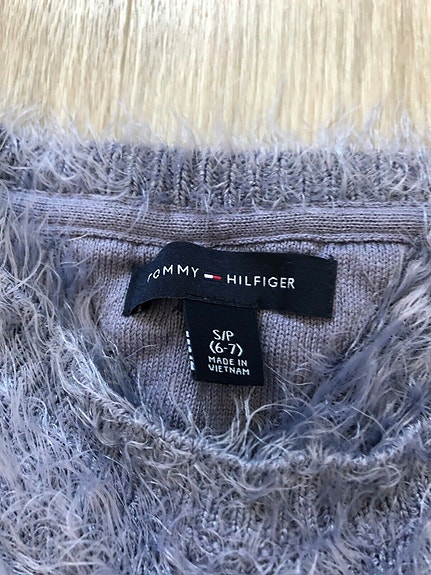 TOMMY HILFIGER
S/P
(6-7)
MADE IN
VIETNAM